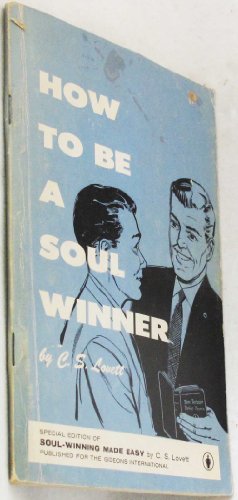 HOW
TO BE
A
SOUL
WINNER
by C. S. Lovett
SPECIAL EDITION OF
SOUL-WINNING MADE EASY by C. S. Lovett
PUBLISHED FOR THE GIDEONS INTERNATIONAL